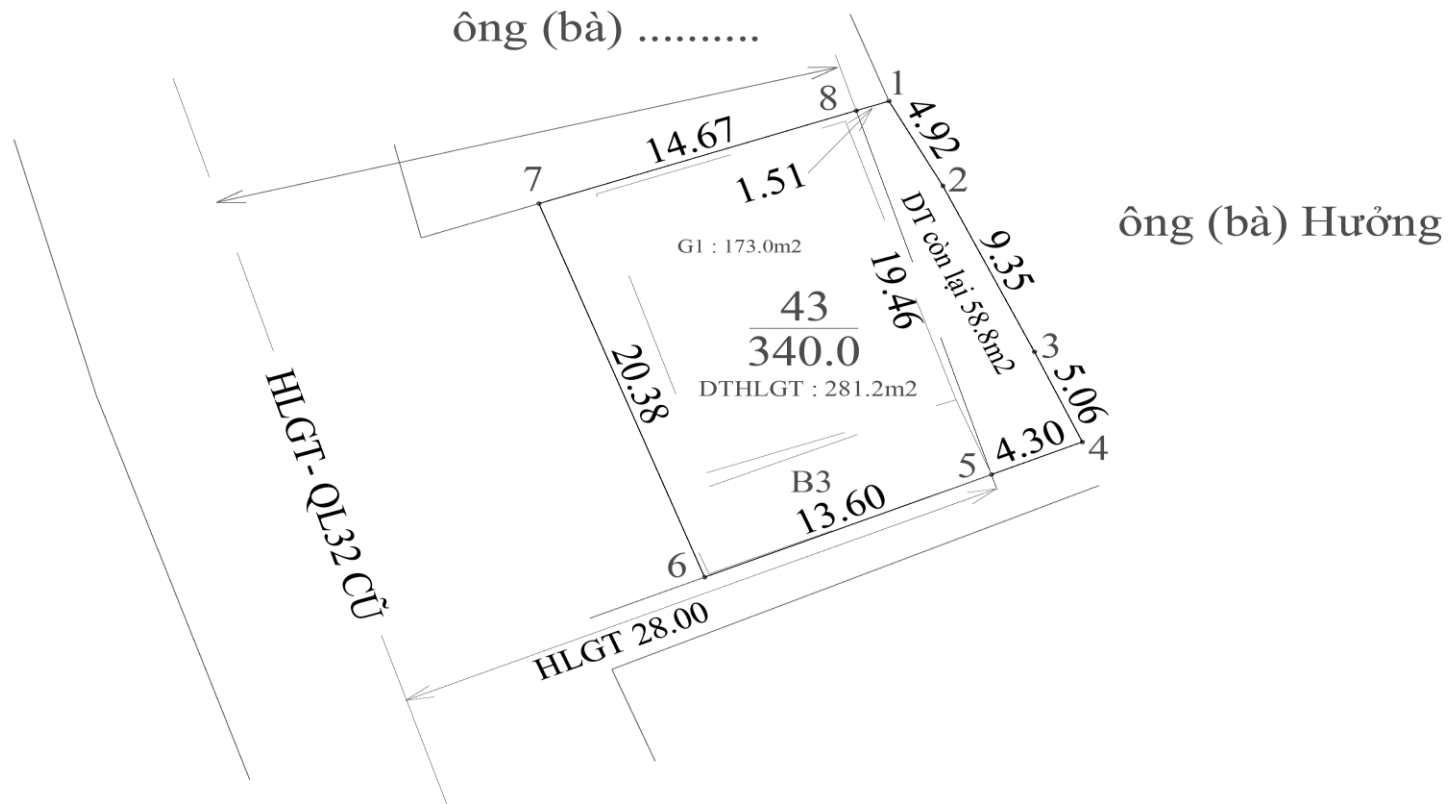 ông (bà) ..........
1
8
4.92
14.67
7
1.51
2
ông (bà) Hưởng
G1 : 173.0m2
DT còn lại 58.8m2
9.35
19.46
43
340.0
3
20.38
DTHLGT : 281.2m2
5.06
HLGT - QL32 CŨ
4.30
4
5
B3
13.60
6
HLGT 28.00